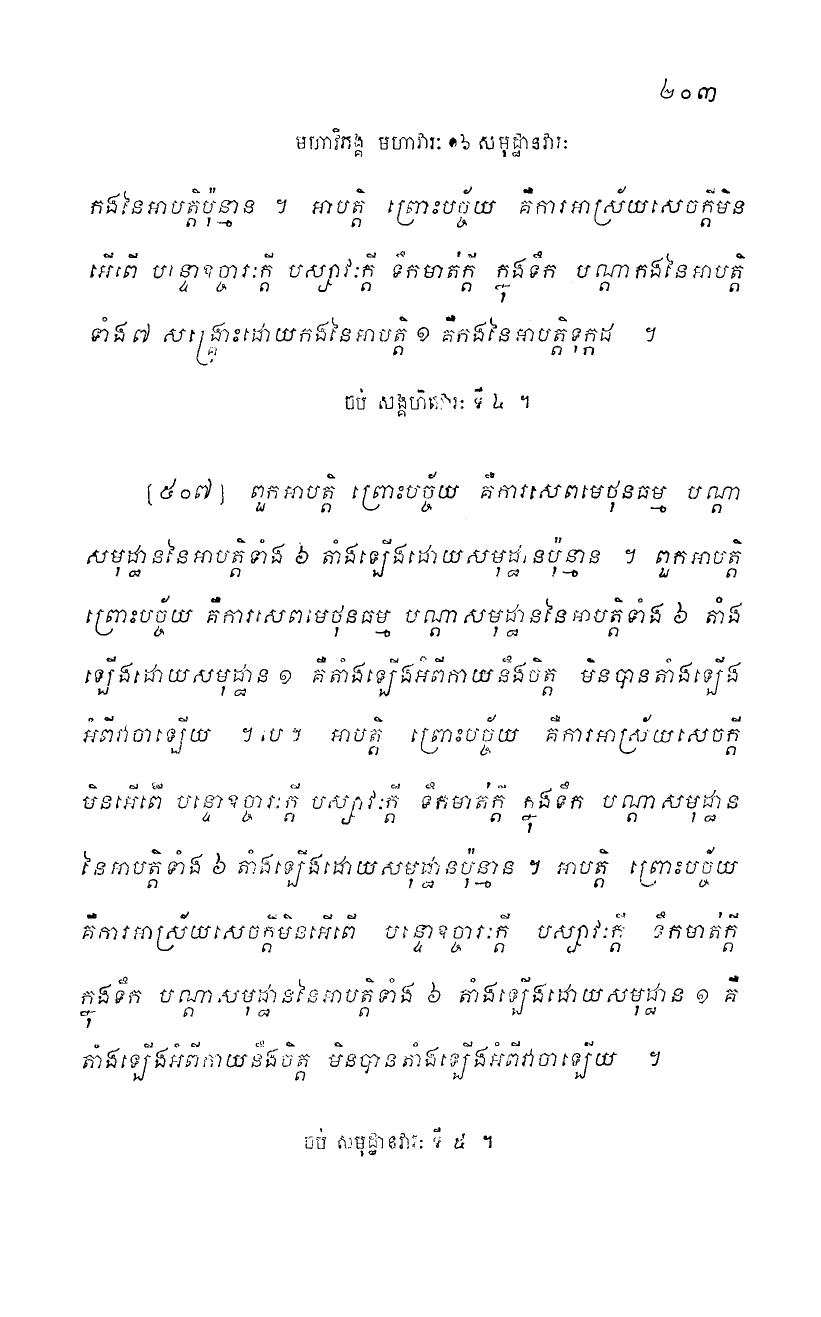 ២០៣
មហាវិភង្គ មហាវារៈ ១៦ សមុដ្ឋានវារៈ
កងនៃអាបត្តិប៉ុន្មាន ។ អាបត្តិ ព្រោះបច្ច័យ គឺការអាស្រ័យសេចក្តីមិន
អើពើ បន្ទោឧច្ចារៈក្តី បស្សាវៈក្តី ទឹកមាត់ក្តី ក្នុងទឹក បណ្តាកងនៃអាបត្តិ
ទាំង៧ សង្គ្រោះដោយកងនៃអាបត្តិ ១ គឺកងនៃអាបត្តិទុក្កដ ។
ចប់ សង្គហិតវារៈ ទី ៤ ។
[៥០៧] ពួកអាបត្តិ ព្រោះបច្ច័យ គឺការសេពមេថុនធម្ម បណ្តា
សមុដ្ឋាននៃអាបត្តិទាំង ៦ តាំងឡើងដោយសមុដ្ឋានប៉ុន្មាន ។ ពួកអាបត្តិ
ព្រោះបច្ច័យ គឺការសេពមេថុនធម្ម បណ្តាសមុដ្ឋាននៃអាបត្តិទាំង ៦ តាំង
ឡើងដោយសមុដ្ឋាន ១ គឺតាំងឡើងអំពីកាយនឹងចិត្ត មិនបានតាំងឡើង
អំពីវាចាឡើយ ។ បេ ។ អាបត្តិ ព្រោះបច្ច័យ គឺការអាស្រ័យសេចក្តី
មិនអើពើ បន្ទោឧច្ចារៈក្តី បស្សាវៈក្តី ទឹកមាត់ក្តី ក្នុងទឹក បណ្តាសមុដ្ឋាន
នៃអាបត្តិទាំង ៦ តាំងឡើងដោយសមុដ្ឋានប៉ុន្មាន ។ អាបត្តិ ព្រោះបច្ច័យ
គឺការអាស្រ័យសេចក្តីមិនអើពើ បន្ទោឧច្ចារៈក្តី បស្សាវៈក្តី ទឹកមាត់ក្តី
ក្នុងទឹក បណ្តាសមុដ្ឋាននៃអាបត្តិទាំង ៦ តាំងឡើងដោយសមុដ្ឋាន ១ គឺ
តាំងឡើងអំពីកាយនឹងចិត្ត មិនបានតាំងឡើងអំពីវាចាឡើយ ។
ចប់ សមុដ្ឋានវារៈ ទី ៥ ។